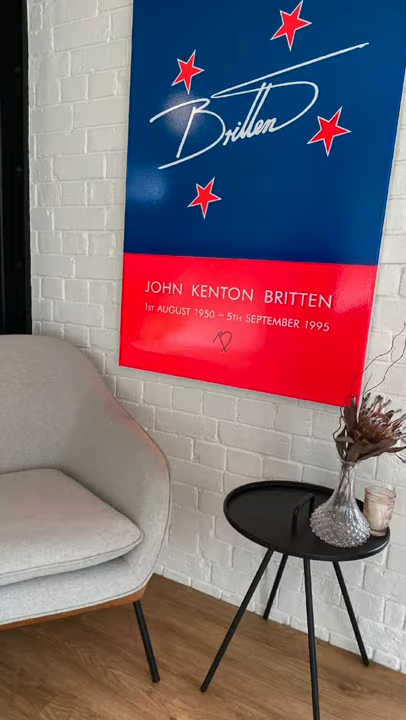 Britten
JOHN KENTON BRITTEN
1ST AUGUST 1950 – 5TH SEPTEMBER 1995